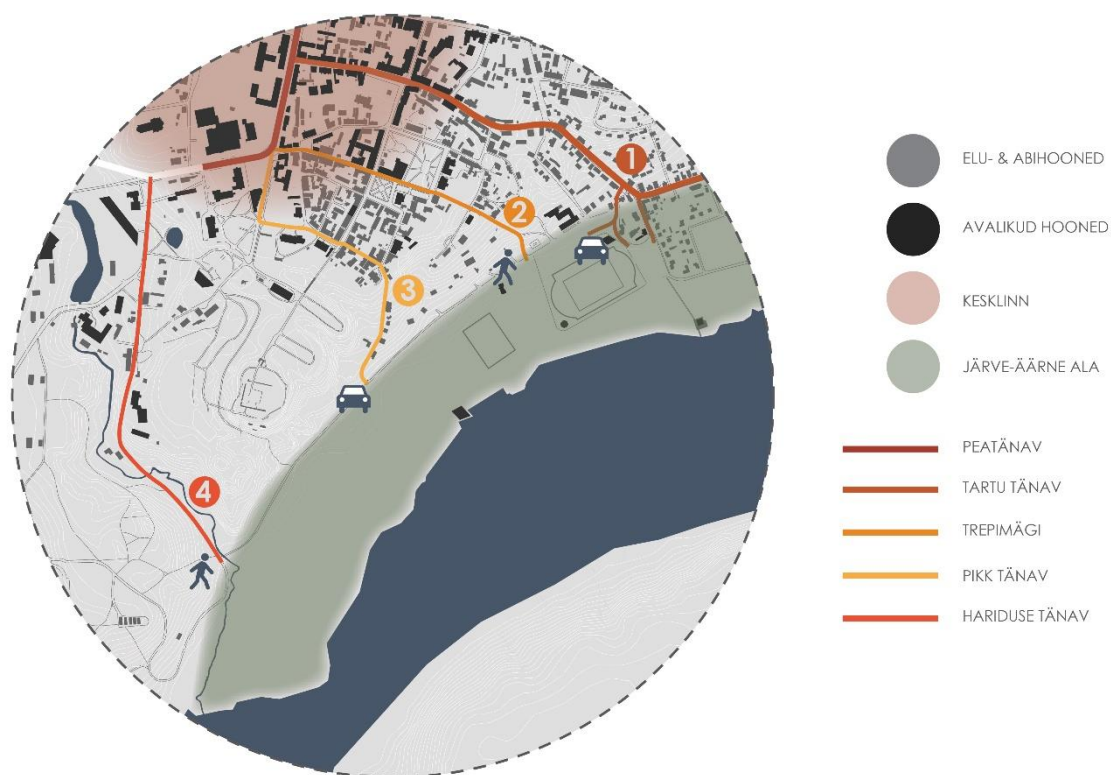 1
2
3
4
ELU- & ABIHOONED
AVALIKUD HOONED
KESKLINN
JÄRVE-ÄÄRNE ALA
PEATÄNAV
TARTU TÄNAV
TREPIMÄGI
PIKK TÄNAV
HARIDUSE TÄNAV